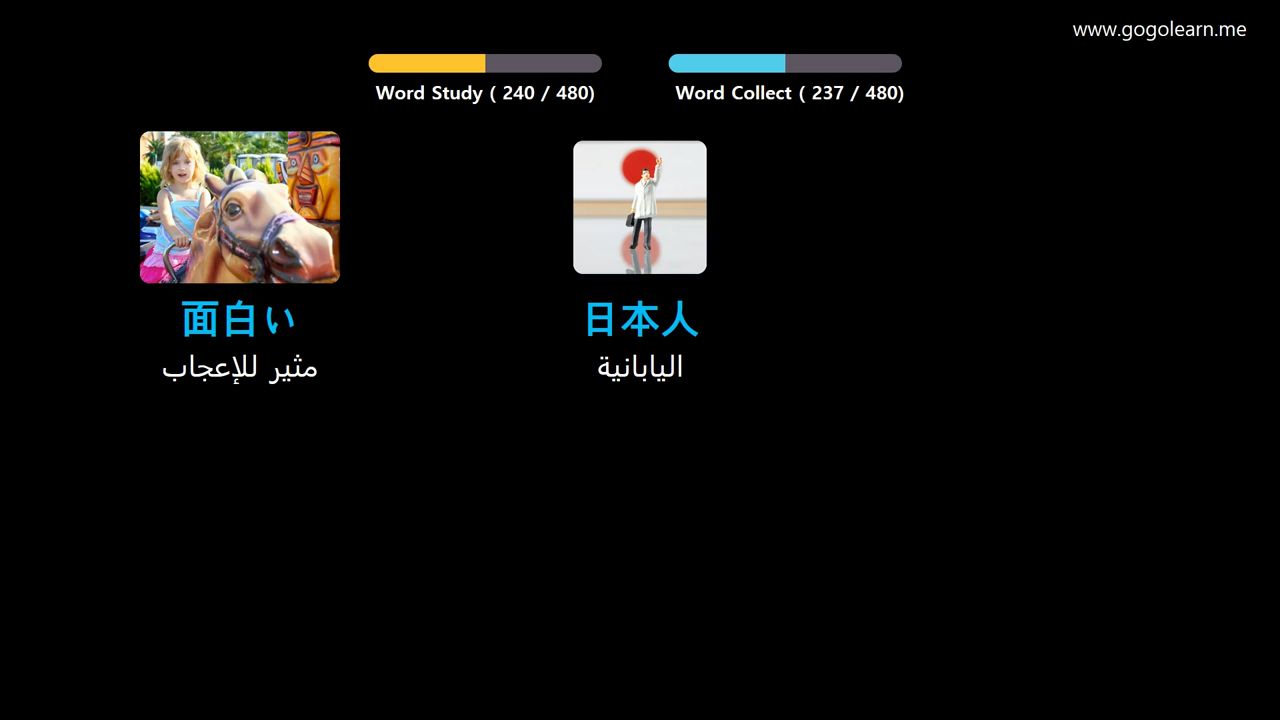 www.gogolearn.me
Word Study ( 240 / 480)
Word Collect ( 237 / 480)
面白い
مثير للإعجاب
日本人
اليابانية